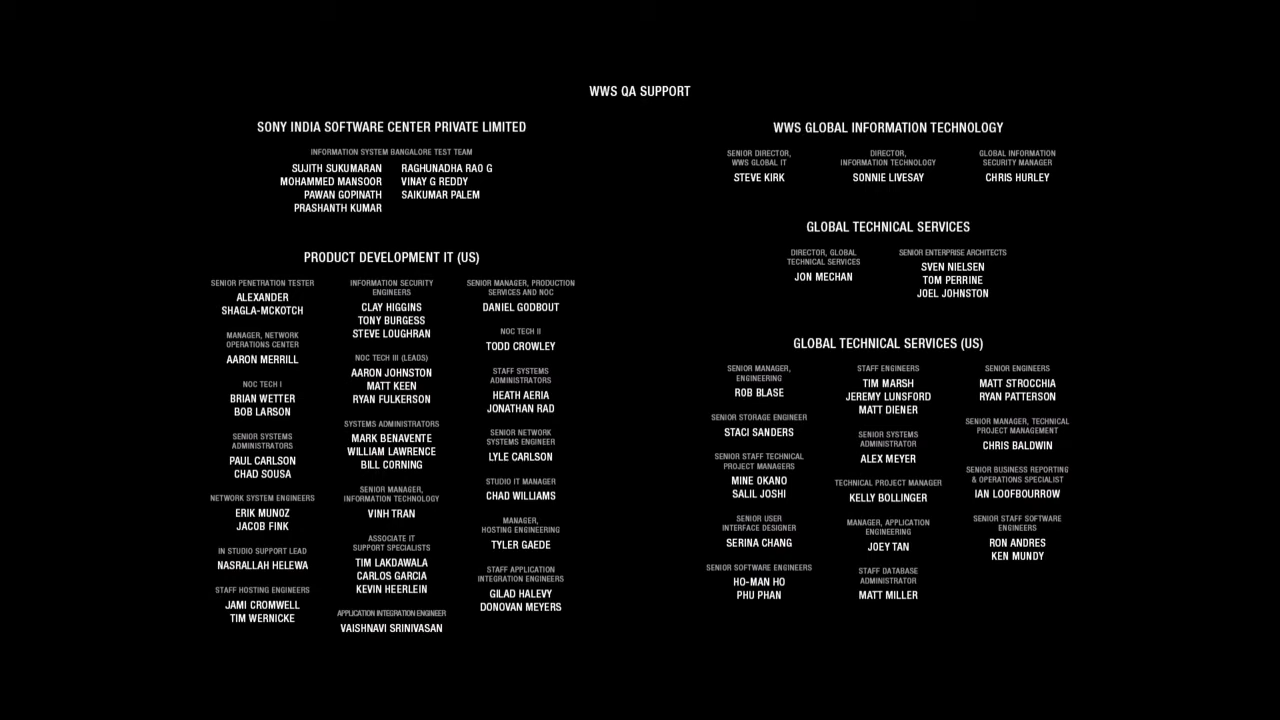 WWS QA SUPPORT
SONY INDIA SOFTWARE CENTER PRIVATE LIMITED
INFORMATION SYSTEM BANGALORE TEST TEAM
SUJITH SUKUMARAN
MOHAMMED MANSOOR
PAWAN GOPINATH
PRASHANTH KUMAR
RAGHUNADHA RAO G
VINAY G REDDY
SAIKUMAR PALEM
PRODUCT DEVELOPMENT IT (US)
SENIOR PENETRATION TESTER
ALEXANDER
SHAGLA-MCKOTCH
MANAGER, NETWORK
OPERATIONS CENTER
AARON MERRILL
NOC TECH I
BRIAN WETTER
BOB LARSON
SENIOR SYSTEMS
ADMINISTRATORS
PAUL CARLSON
CHAD SOUSA
NETWORK SYSTEM ENGINEERS
ERIK MUNOZ
JACOB FINK
IN STUDIO SUPPORT LEAD
NASRALLAH HELEWA
STAFF HOSTING ENGINEERS
JAMI CROMWELL
TIM WERNICKE
INFORMATION SECURITY
ENGINEERS
CLAY HIGGINS
TONY BURGESS
STEVE LOUGHRAN
NOC TECH III (LEADS)
AARON JOHNSTON
MATT KEEN
RYAN FULKERSON
SYSTEMS ADMINISTRATORS
MARK BENAVENTE
WILLIAM LAWRENCE
BILL CORNING
SENIOR MANAGER,
INFORMATION TECHNOLOGY
VINH TRAN
ASSOCIATE IT
SUPPORT SPECIALISTS
TIM LAKDAWALA
CARLOS GARCIA
KEVIN HEERLEIN
APPLICATION INTEGRATION ENGINEER
VAISHNAVI SRINIVASAN
SENIOR MANAGER, PRODUCTION
SERVICES AND NOC
DANIEL GODBOUT
NOC TECH II
TODD CROWLEY
STAFF SYSTEMS
ADMINISTRATORS
HEATH AERIA
JONATHAN RAD
SENIOR NETWORK
SYSTEMS ENGINEER
LYLE CARLSON
STUDIO IT MANAGER
CHAD WILLIAMS
MANAGER,
HOSTING ENGINEERING
TYLER GAEDE
STAFF APPLICATION
INTEGRATION ENGINEERS
GILAD HALEVY
DONOVAN MEYERS
WWS GLOBAL INFORMATION TECHNOLOGY
SENIOR DIRECTOR,
WWS GLOBAL IT
STEVE KIRK
DIRECTOR,
INFORMATION TECHNOLOGY
SONNIE LIVESAY
GLOBAL INFORMATION
SECURITY MANAGER
CHRIS HURLEY
GLOBAL TECHNICAL SERVICES
DIRECTOR, GLOBAL
TECHNICAL SERVICES
JON MECHAN
SENIOR ENTERPRISE ARCHITECTS
SVEN NIELSEN
TOM PERRINE
JOEL JOHNSTON
GLOBAL TECHNICAL SERVICES (US)
SENIOR MANAGER,
ENGINEERING
ROB BLASE
SENIOR STORAGE ENGINEER
STACI SANDERS
SENIOR STAFF TECHNICAL
PROJECT MANAGERS
MINE OKANO
SALIL JOSHI
SENIOR USER
INTERFACE DESIGNER
SERINA CHANG
SENIOR SOFTWARE ENGINEERS
HO-MAN HO
PHU PHAN
STAFF ENGINEERS
TIM MARSH
JEREMY LUNSFORD
MATT DIENER
SENIOR SYSTEMS
ADMINISTRATOR
ALEX MEYER
TECHNICAL PROJECT MANAGER
KELLY BOLLINGER
MANAGER, APPLICATION
ENGINEERING
JOEY TAN
STAFF DATABASE
ADMINISTRATOR
MATT MILLER
SENIOR ENGINEERS
MATT STROCCHIA
RYAN PATTERSON
SENIOR MANAGER, TECHNICAL
PROJECT MANAGEMENT
CHRIS BALDWIN
SENIOR BUSINESS REPORTING
& OPERATIONS SPECIALIST
IAN LOOFBOURROW
SENIOR STAFF SOFTWARE
ENGINEERS
RON ANDRES
KEN MUNDY